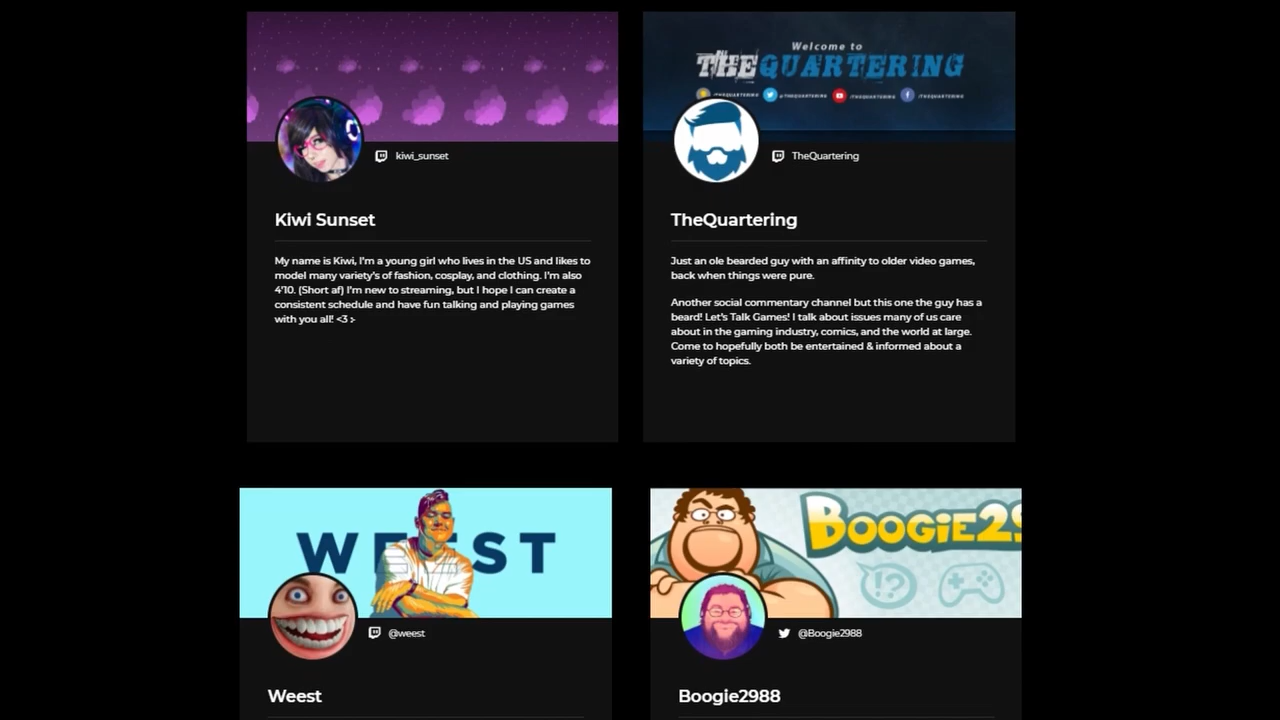 Welcome to
THEQUARTERING
/THEQUARTERING @THEQUARTERING /THEQUARTERING /THEQUARTERING
kiwi_sunset
TheQuartering
Kiwi Sunset
My name is Kiwi, I'm a young girl who lives in the US and likes to
model many variety's of fashion, cosplay, and clothing. I'm also
4'10. (Short af) I'm new to streaming, but I hope I can create a
consistent schedule and have fun talking and playing games
with you all! <3 :-
TheQuartering
Just an ole bearded guy with an affinity to older video games,
back when things were pure.
Another social commentary channel but this one the guy has a
beard! Let's Talk Games! I talk about issues many of us care
about in the gaming industry, comics, and the world at large.
Come to hopefully both be entertained & informed about a
variety of topics.
WEEST
@weest
Weest
BOOGiE29
!?
@Boogie2988
Boogie2988